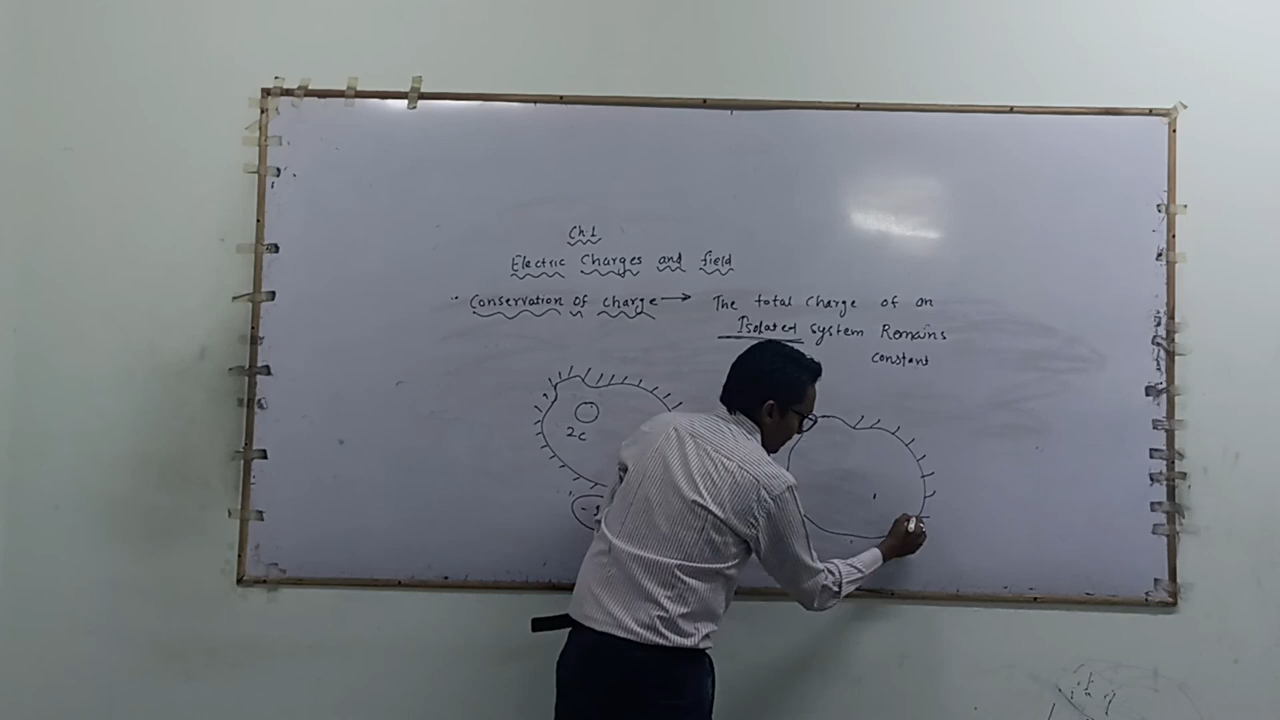 Ch.1
Electric Charges and field
Conservation of charge → The total Charge of an
Isolated system Remains
constant
2C